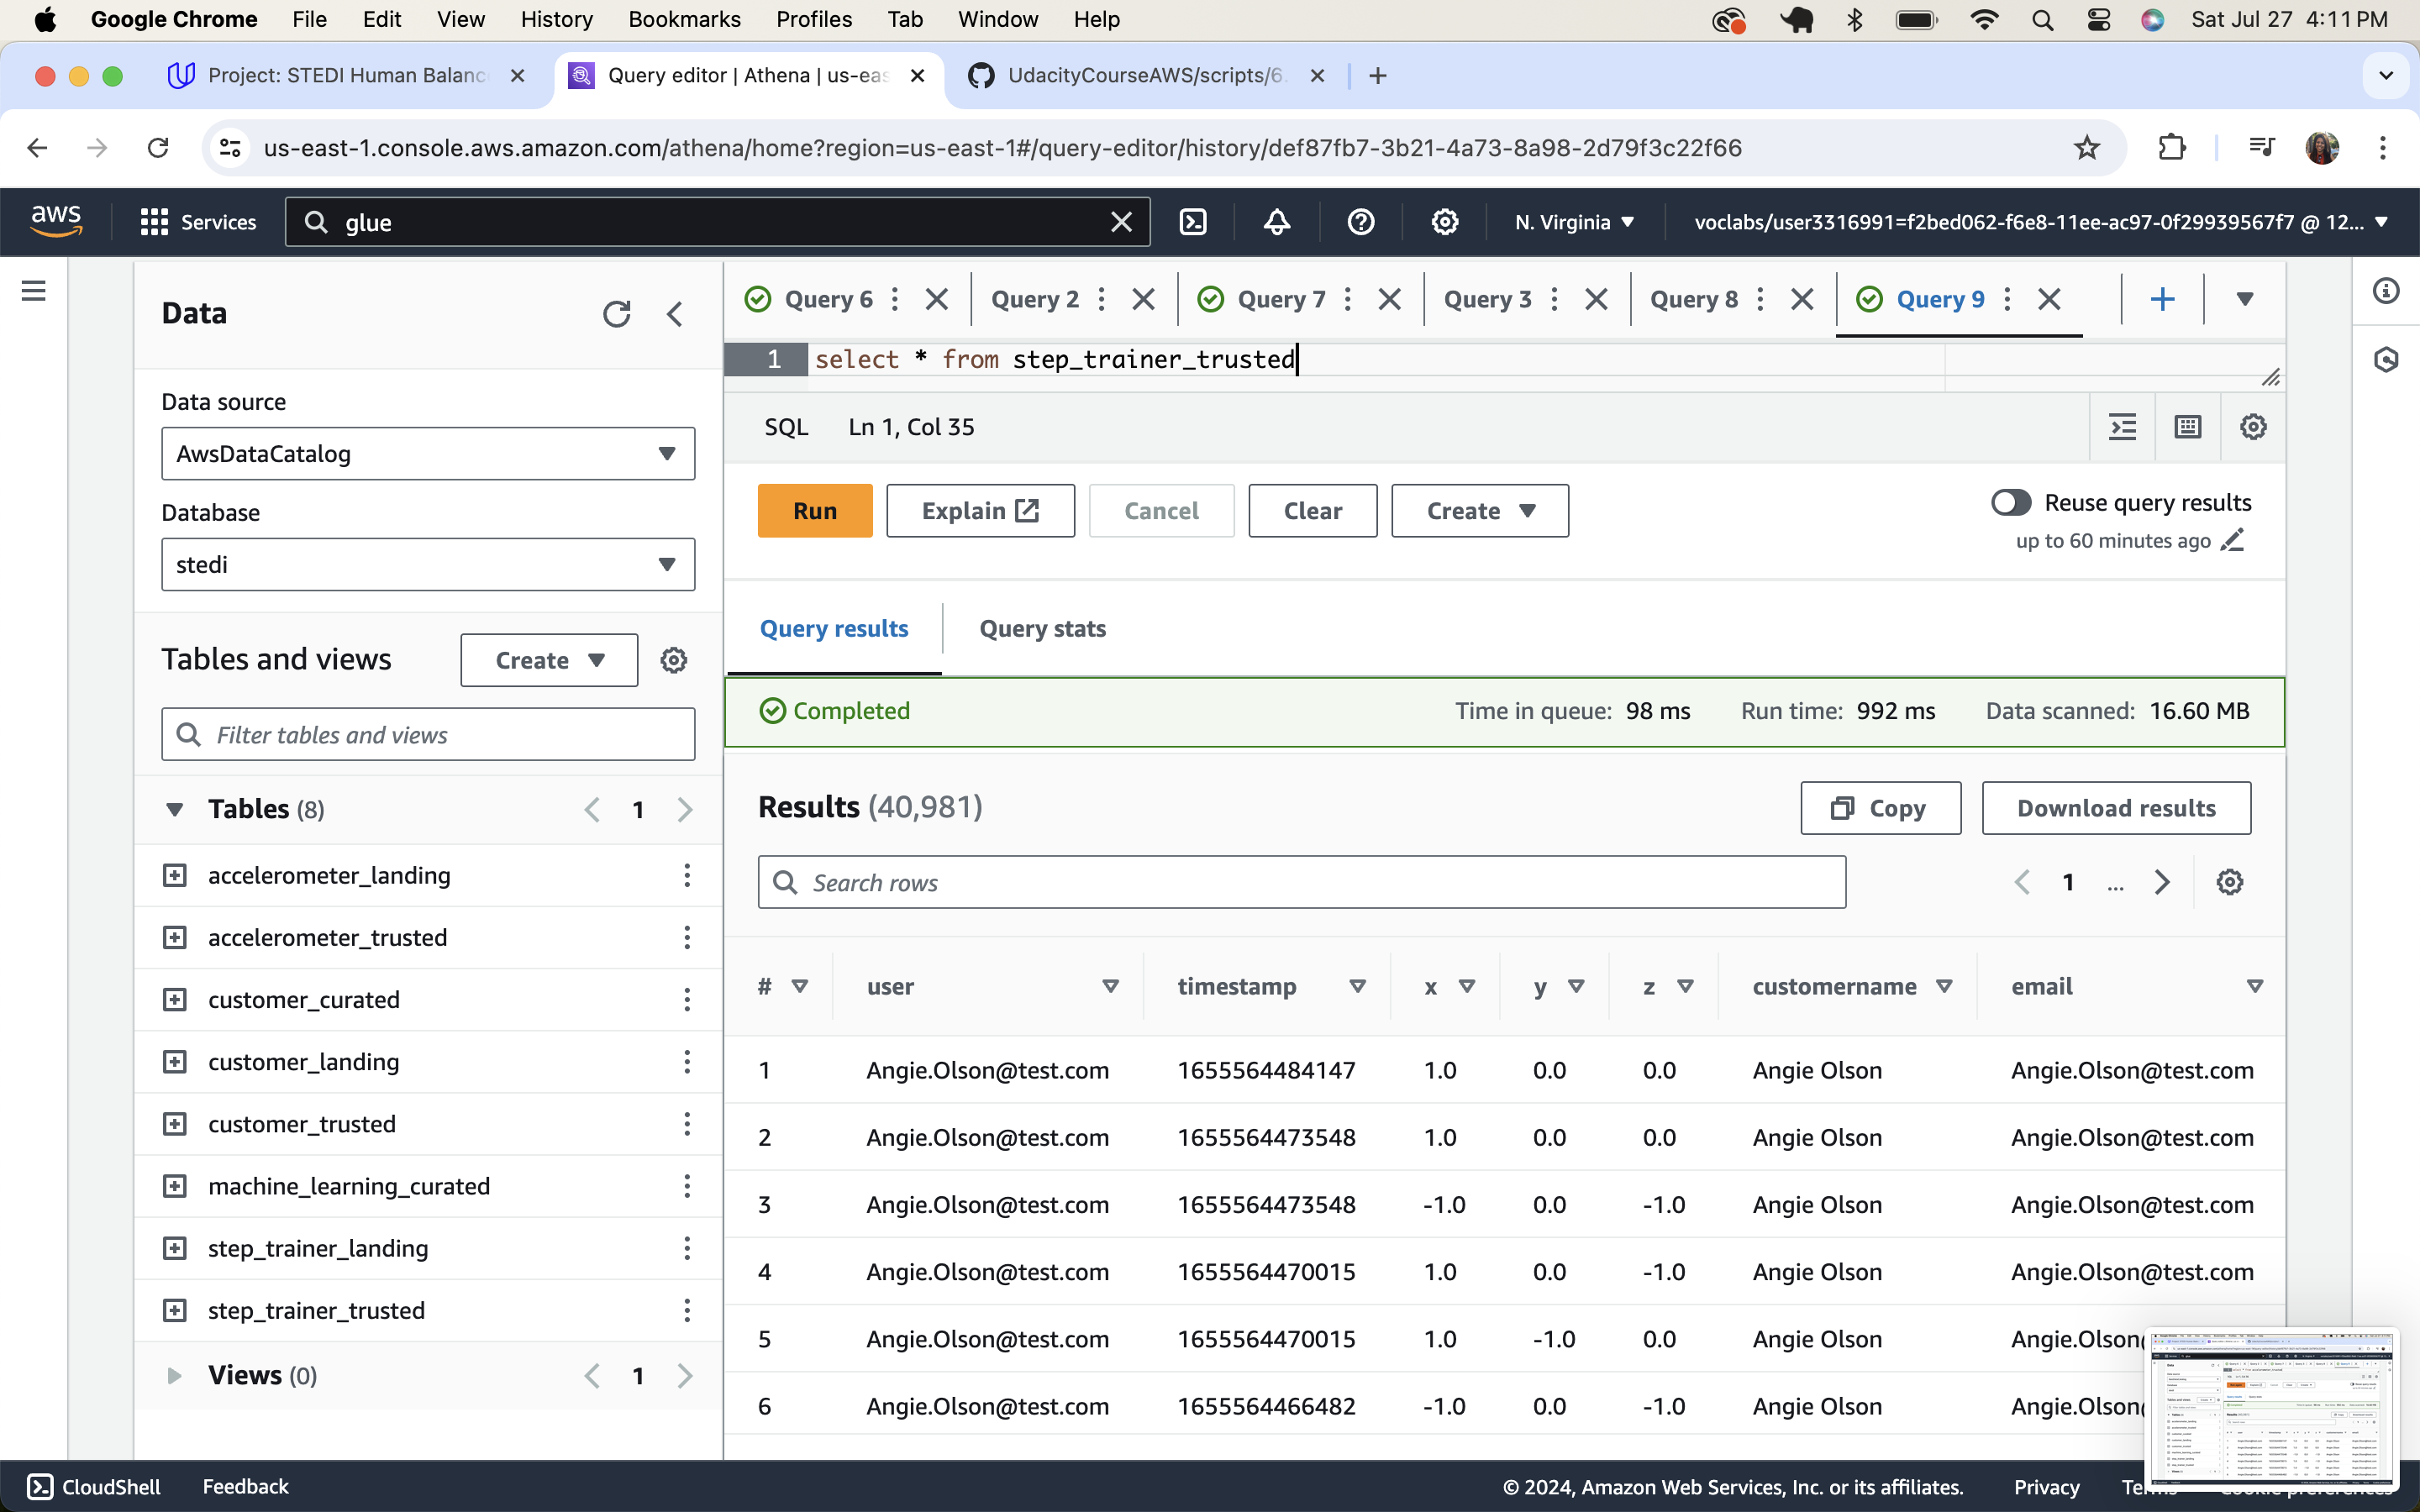 Google Chrome File Edit View History Bookmarks Profiles Tab Window Help Sat Jul 27 4:11 PM
Project: STEDI Human Balanc Query editor | Athena | us-eas UdacityCourseAWS/scripts/6.
us-east-1.console.aws.amazon.com/athena/home?region=us-east-1#/query-editor/history/def87fb7-3b21-4a73-8a98-2d79f3c22f66
aws Services glue N. Virginia voclabs/user3316991=f2bed062-f6e8-11ee-ac97-0f29939567f7 @ 12...
Data
Data source
AwsDataCatalog
Database
stedi
Tables and views Create
Filter tables and views
Tables (8) 1
accelerometer_landing
accelerometer_trusted
customer_curated
customer_landing
customer_trusted
machine_learning_curated
step_trainer_landing
step_trainer_trusted
Views (0) 1
Query 6 Query 2 Query 7 Query 3 Query 8 Query 9
1 select * from step_trainer_trusted
SQL Ln 1, Col 35
Run Explain Cancel Clear Create Reuse query results
up to 60 minutes ago
Query results Query stats
Completed Time in queue: 98 ms Run time: 992 ms Data scanned: 16.60 MB
Results (40,981) Copy Download results
Search rows 1 ...
# user timestamp x y z customername email
1 Angie.Olson@test.com 1655564484147 1.0 0.0 0.0 Angie Olson Angie.Olson@test.com
2 Angie.Olson@test.com 1655564473548 1.0 0.0 0.0 Angie Olson Angie.Olson@test.com
3 Angie.Olson@test.com 1655564473548 -1.0 0.0 -1.0 Angie Olson Angie.Olson@test.com
4 Angie.Olson@test.com 1655564470015 1.0 0.0 -1.0 Angie Olson Angie.Olson@test.com
5 Angie.Olson@test.com 1655564470015 1.0 -1.0 0.0 Angie Olson Angie.Olson
6 Angie.Olson@test.com 1655564466482 -1.0 0.0 -1.0 Angie Olson Angie.Olson
CloudShell Feedback © 2024, Amazon Web Services, Inc. or its affiliates. Privacy Terms Cookie preferences